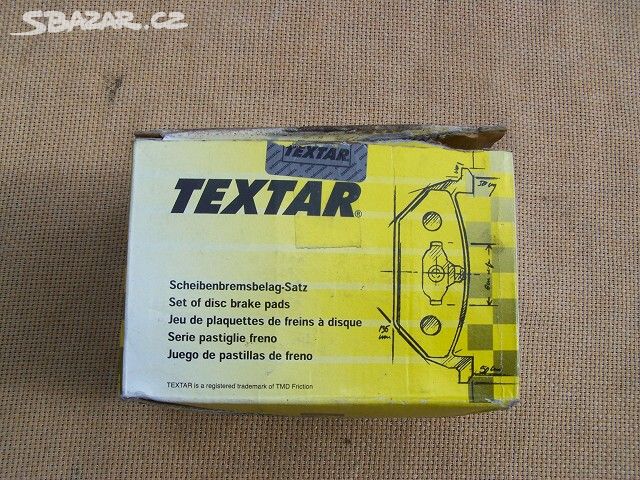 SBAZAR.CZ
TEXTAR
TEXTAR®
Scheibenbremsbelag-Satz
Set of disc brake pads
Jeu de plaquettes de freins à disque
Serie pastiglie freno
Juego de pastillas de freno
TEXTAR is a registered trademark of TMD Friction